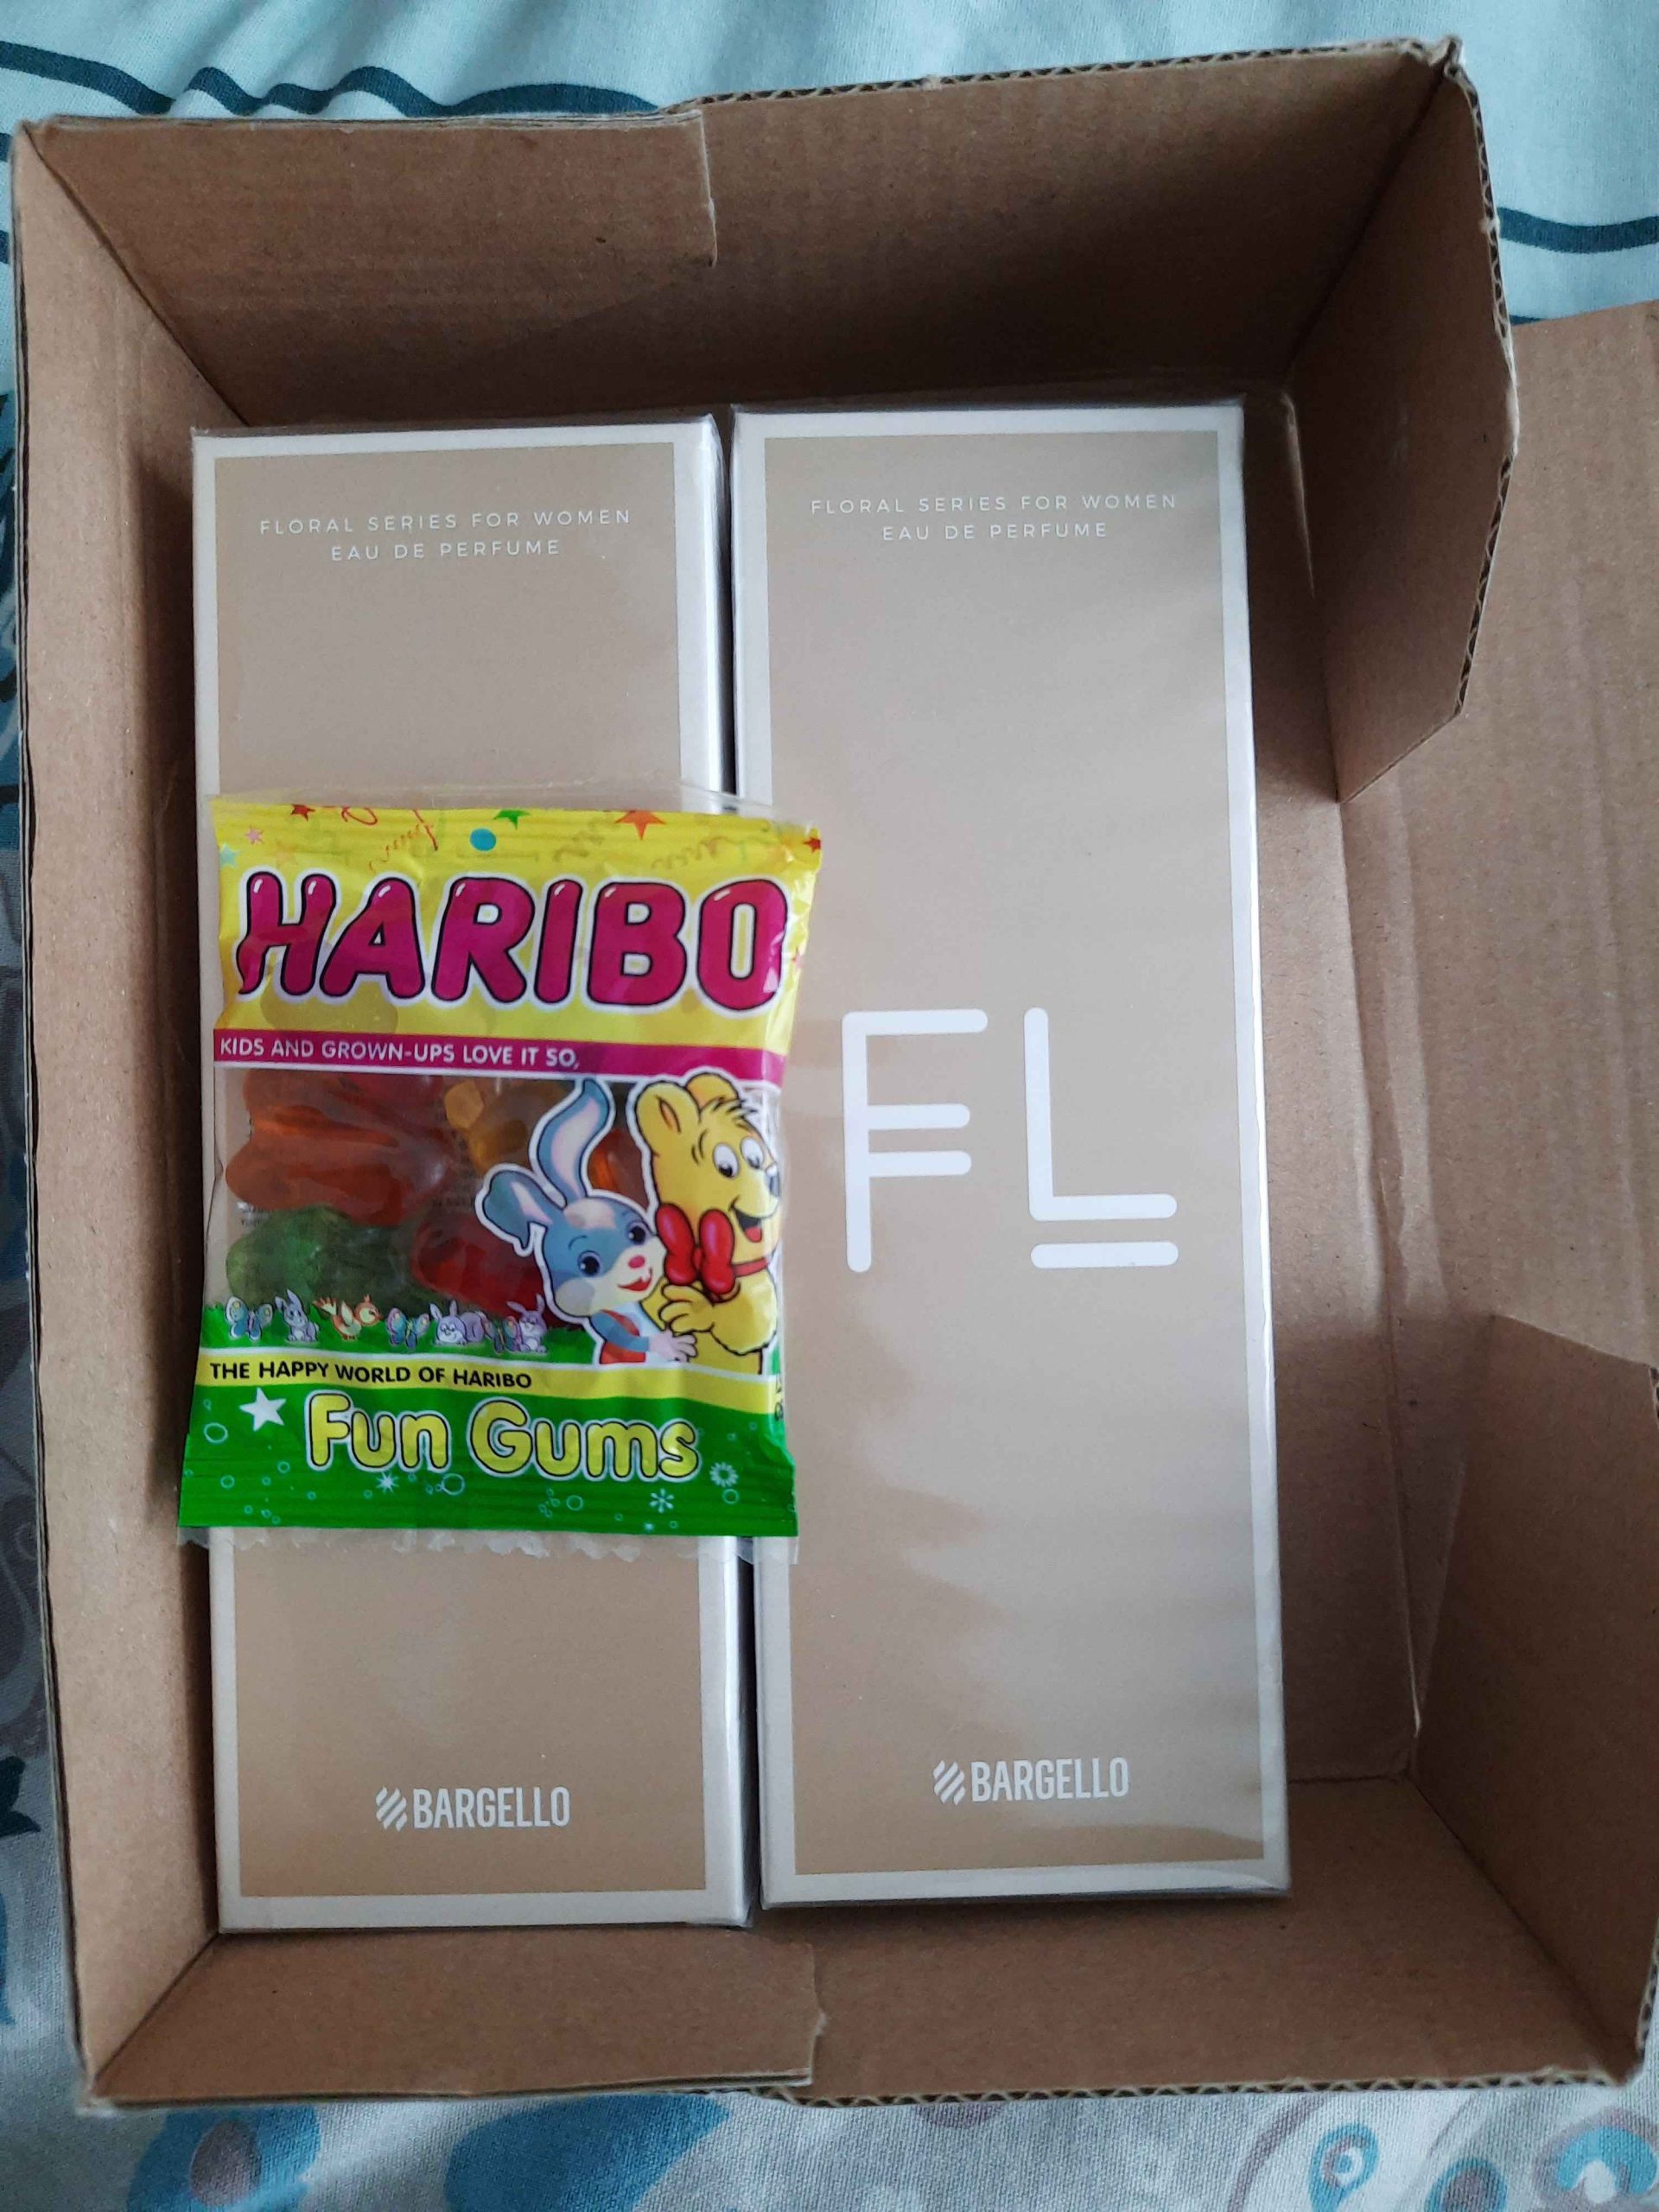 FLORAL SERIES FOR WOMEN
EAU DE PERFUME
FLORAL SERIES FOR WOMEN
EAU DE PERFUME
HARIBO
KIDS AND GROWN-UPS LOVE IT SO,
THE HAPPY WORLD OF HARIBO
Fun Gums
FL
BARGELLO
BARGELLO